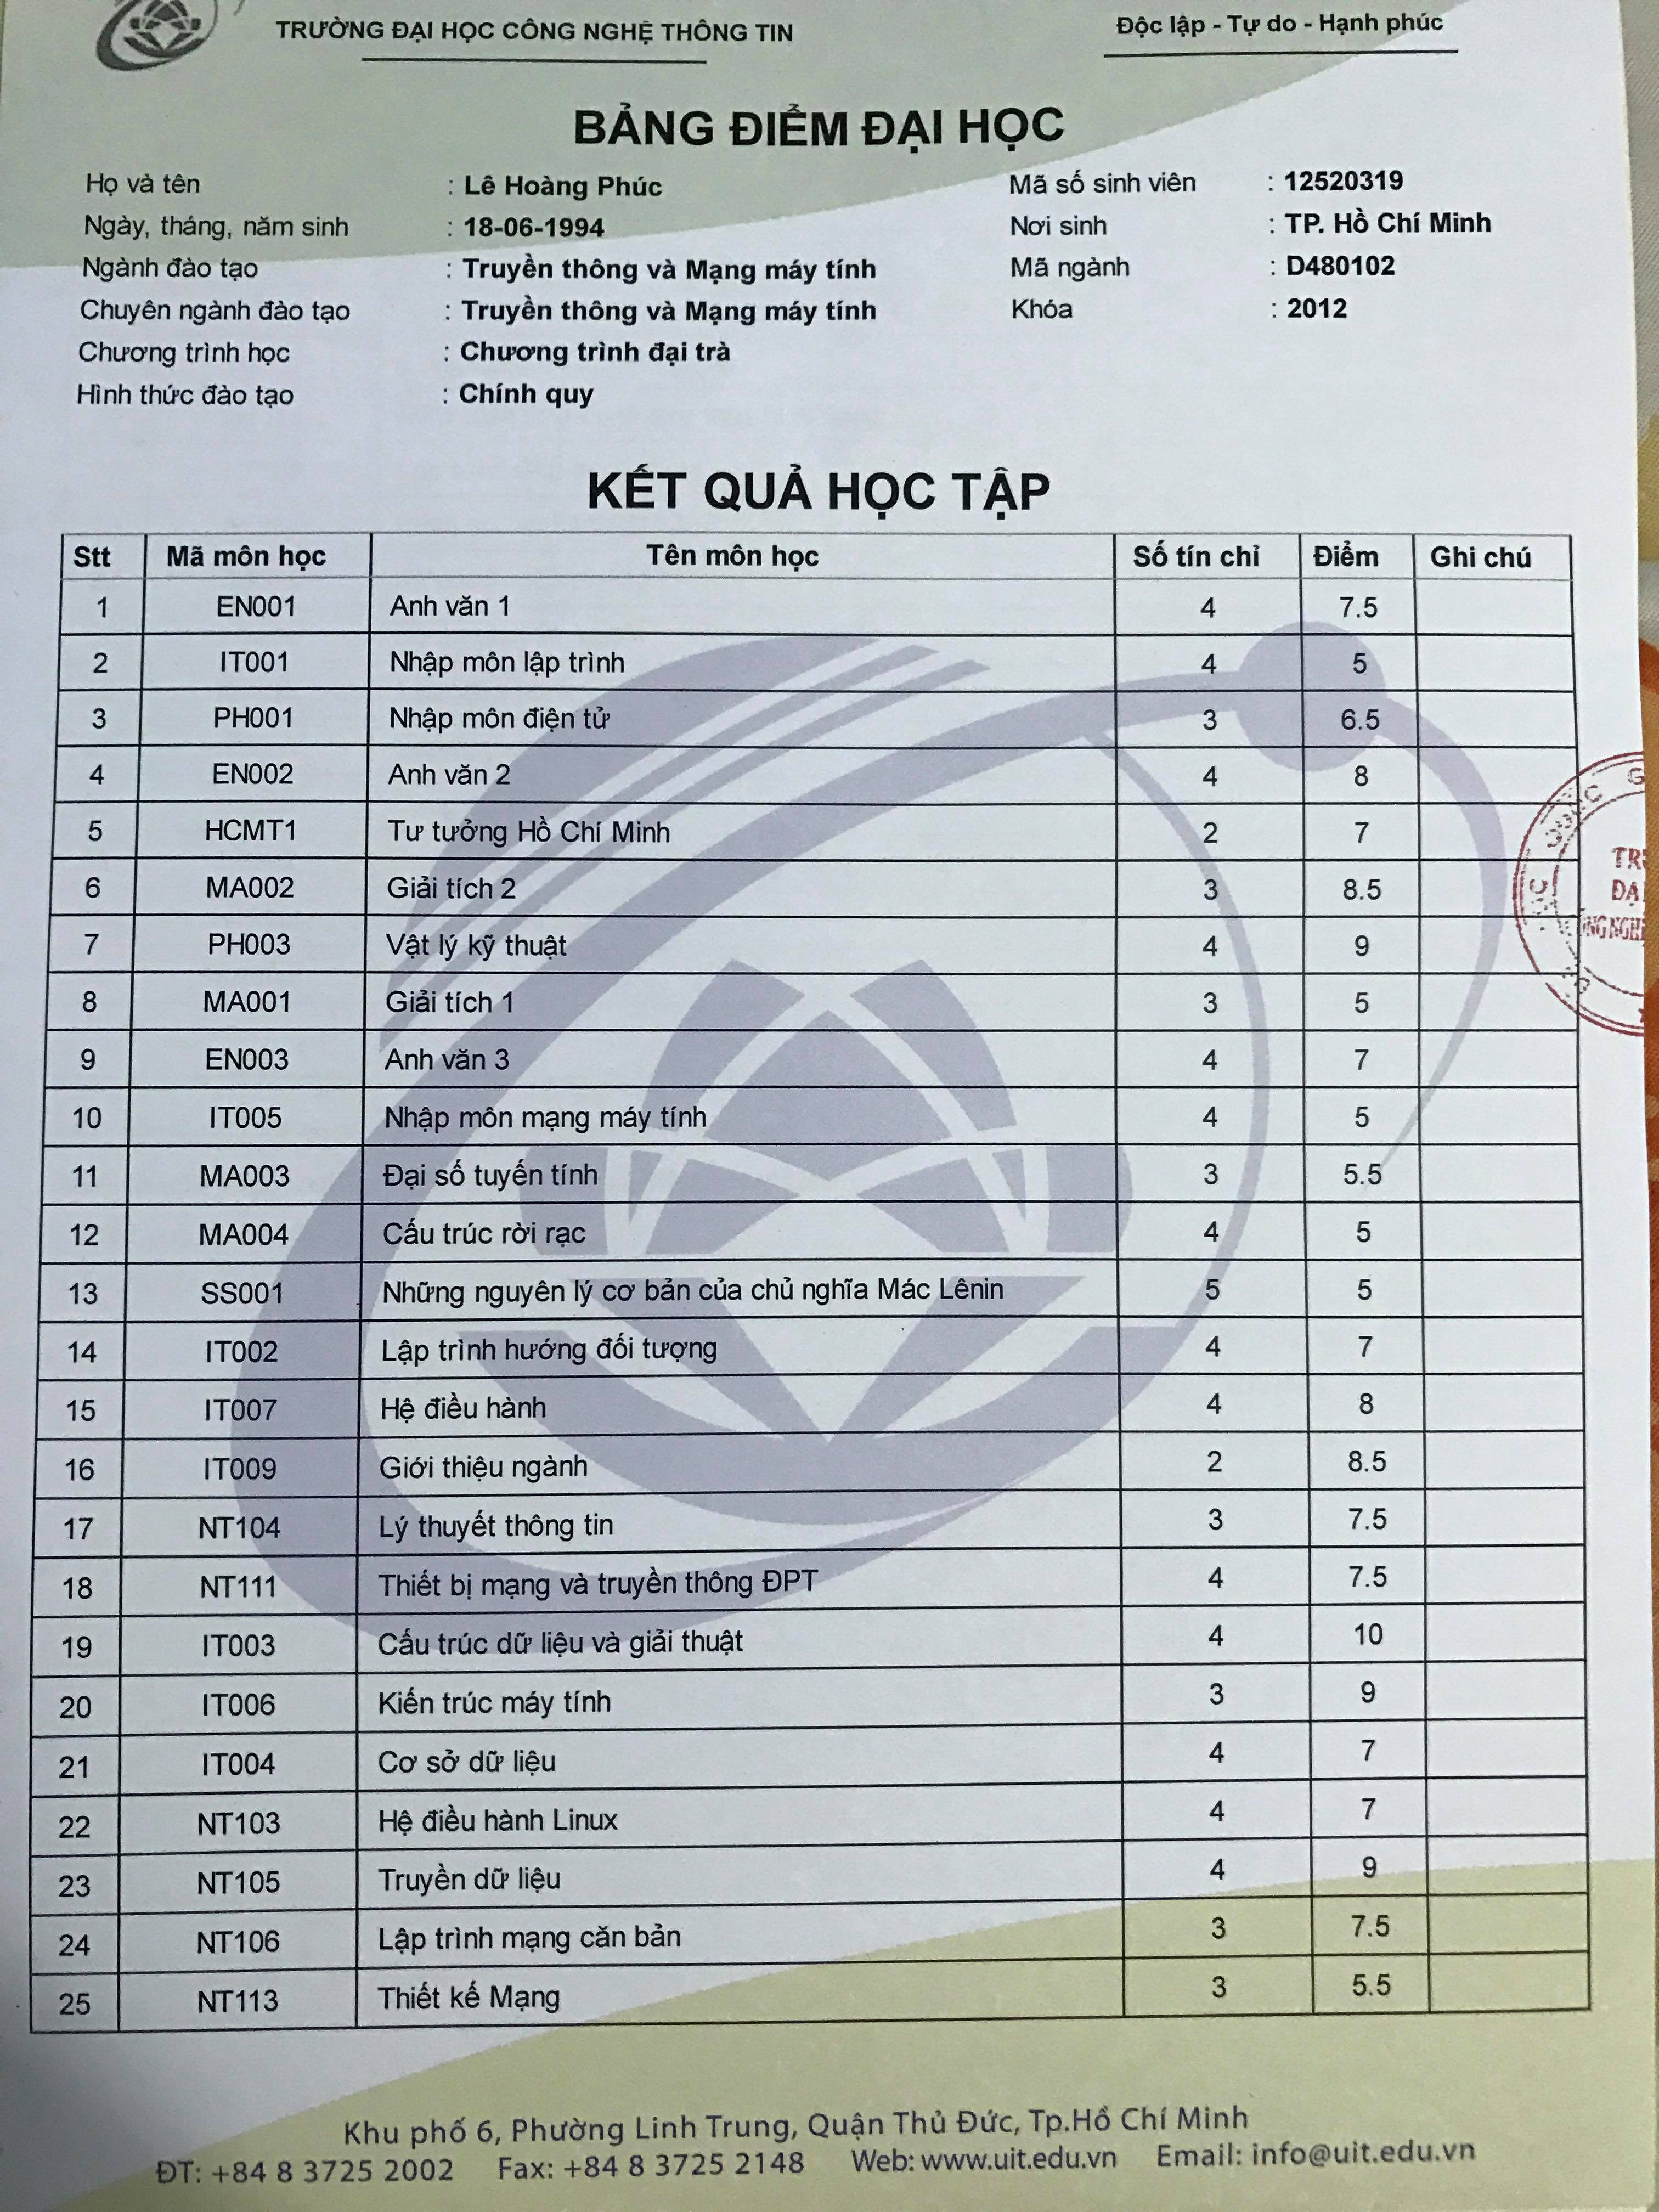 TRƯỜNG ĐẠI HỌC CÔNG NGHỆ THÔNG TIN Độc lập - Tự do - Hạnh phúc
BẢNG ĐIỂM ĐẠI HỌC
Họ và tên : Lê Hoàng Phúc Mã số sinh viên : 12520319
Ngày, tháng, năm sinh : 18-06-1994 Nơi sinh : TP. Hồ Chí Minh
Ngành đào tạo : Truyền thông và Mạng máy tính Mã ngành : D480102
Chuyên ngành đào tạo : Truyền thông và Mạng máy tính Khóa : 2012
Chương trình học : Chương trình đại trà
Hình thức đào tạo : Chính quy
KẾT QUẢ HỌC TẬP
Stt Mã môn học Tên môn học Số tín chỉ Điểm Ghi chú
1 EN001 Anh văn 1 4 7.5
2 IT001 Nhập môn lập trình 4 5
3 PH001 Nhập môn điện tử 3 6.5
4 EN002 Anh văn 2 4 8
5 HCMT1 Tư tưởng Hồ Chí Minh 2 7
6 MA002 Giải tích 2 3 8.5
7 PH003 Vật lý kỹ thuật 4 9
8 MA001 Giải tích 1 3 5
9 EN003 Anh văn 3 4 7
10 IT005 Nhập môn mạng máy tính 4 5
11 MA003 Đại số tuyến tính 3 5.5
12 MA004 Cấu trúc rời rạc 4 5
13 SS001 Những nguyên lý cơ bản của chủ nghĩa Mác Lênin 5 5
14 IT002 Lập trình hướng đối tượng 4 7
15 IT007 Hệ điều hành 4 8
16 IT009 Giới thiệu ngành 2 8.5
17 NT104 Lý thuyết thông tin 3 7.5
18 NT111 Thiết bị mạng và truyền thông ĐPT 4 7.5
19 IT003 Cấu trúc dữ liệu và giải thuật 4 10
20 IT006 Kiến trúc máy tính 3 9
21 IT004 Cơ sở dữ liệu 4 7
22 NT103 Hệ điều hành Linux 4 7
23 NT105 Truyền dữ liệu 4 9
24 NT106 Lập trình mạng căn bản 3 7.5
25 NT113 Thiết kế Mạng 3 5.5
Khu phố 6, Phường Linh Trung, Quận Thủ Đức, Tp.Hồ Chí Minh
ĐT: +84 8 3725 2002 Fax: +84 8 3725 2148 Web: www.uit.edu.vn Email: info@uit.edu.vn